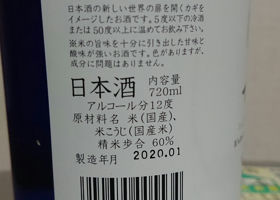 日本酒の新しい世界の扉を開くカギを
イメージしたお酒です。5度以下の冷酒
または50度以上に温めてお飲み下さい。
※米の旨味を十分に引き出した甘味と
酸味が強いお酒です。色がありますが、
成分に問題はありません。
日本酒 内容量
720ml
アルコール分12度
原材料名 米(国産)、
米こうじ(国産米)
精米歩合 60%
製造年月 2020.01